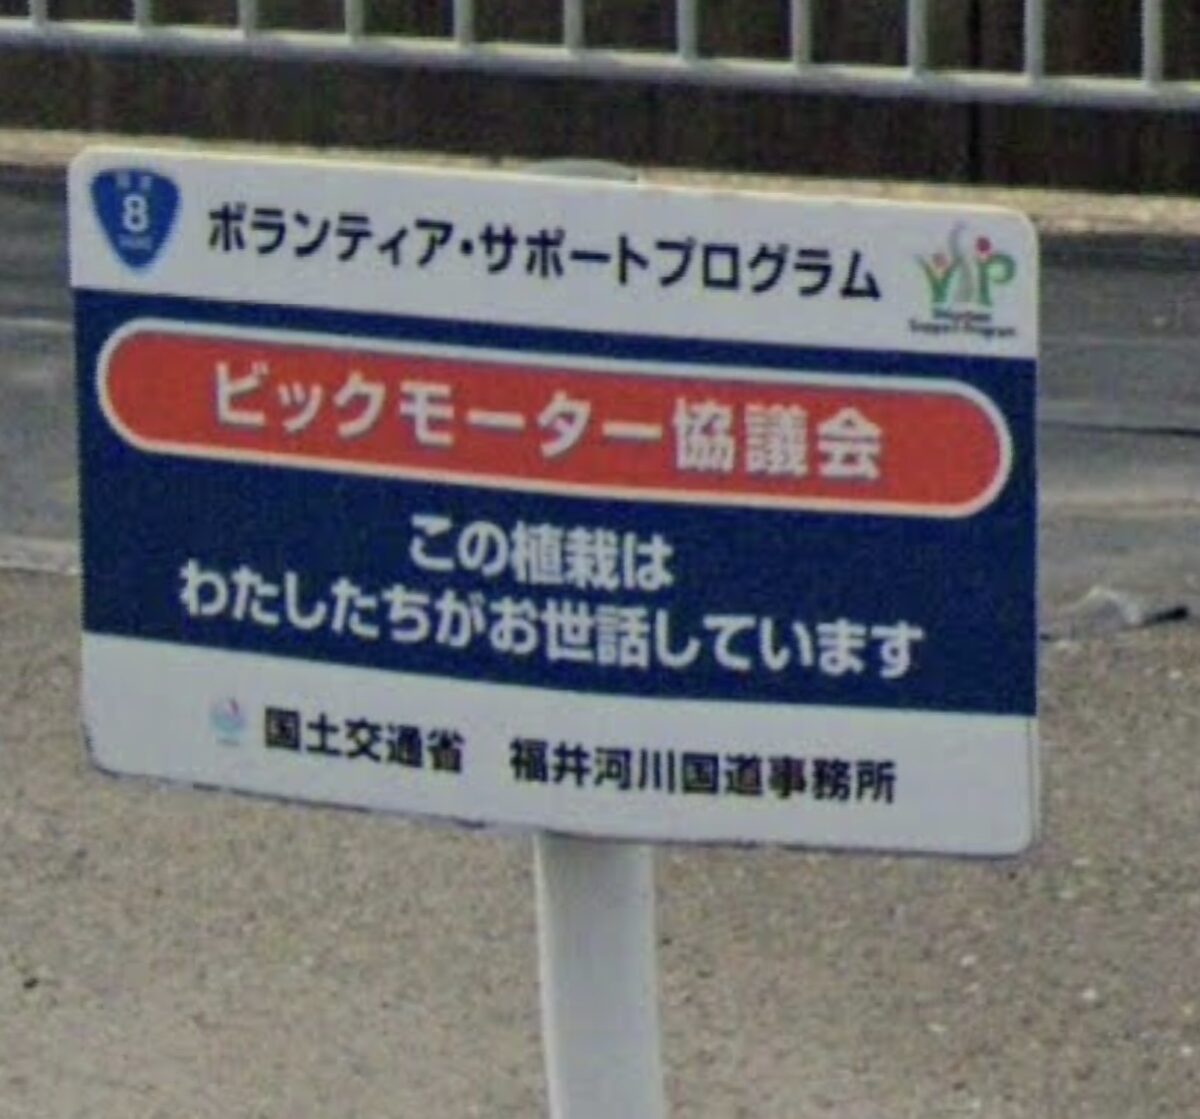 8
ボランティア・サポートプログラム
VSP
Support Program
ビックモーター協議会
この植栽は
わたしたちがお世話しています
国土交通省 福井河川国道事務所